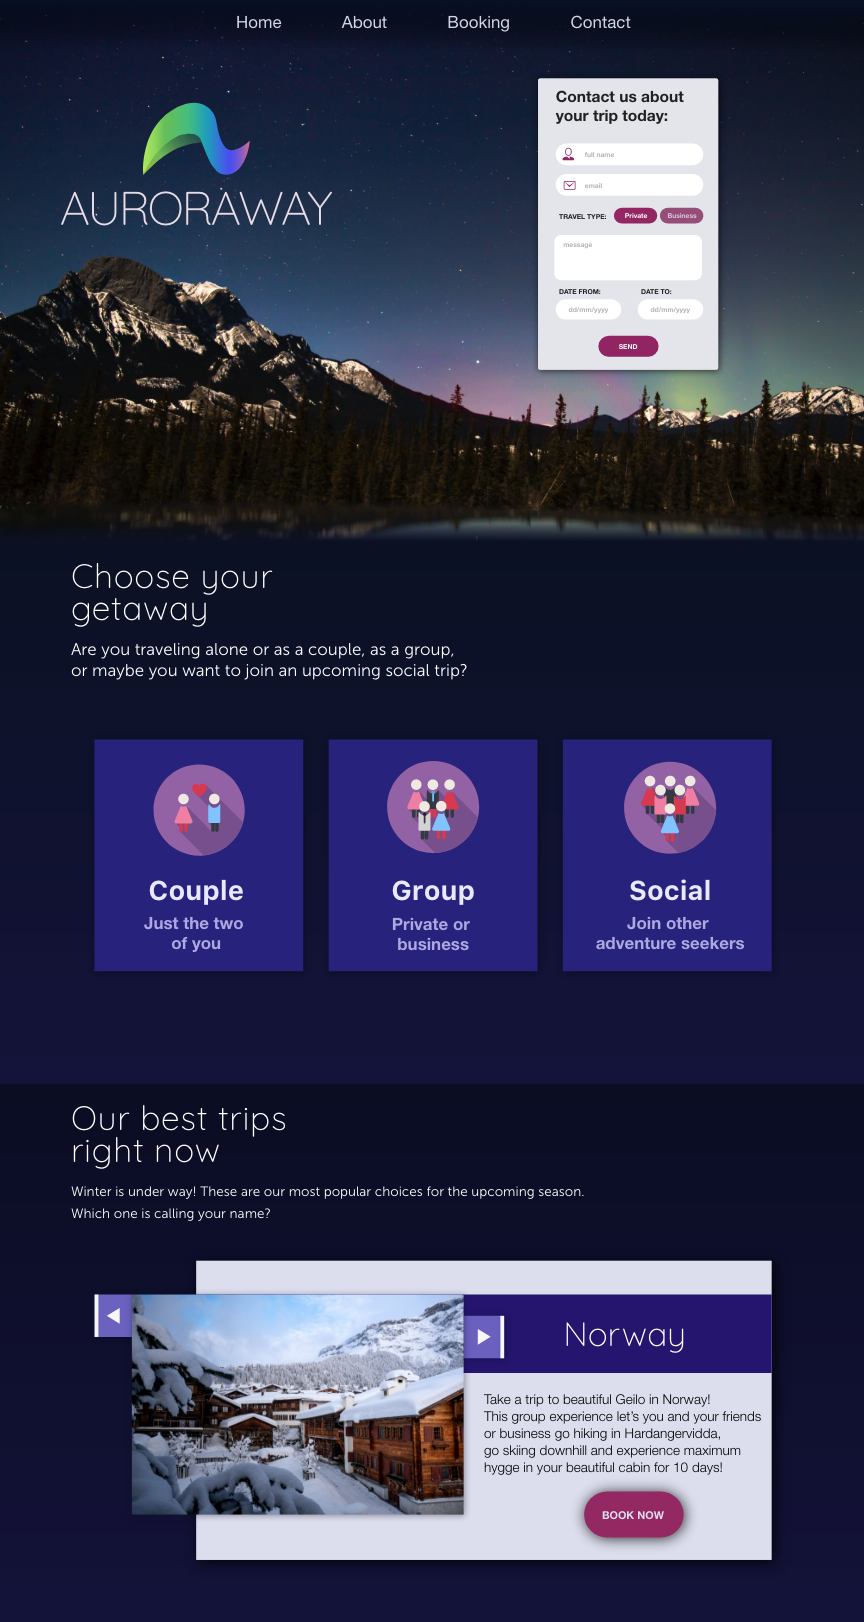 Home About Booking Contact
AURORAWAY
Contact us about
your trip today:
full name
email
TRAVEL TYPE: Private Business
message
DATE FROM: DATE TO:
dd/mm/yyyy dd/mm/yyyy
SEND
Choose your
getaway
Are you traveling alone or as a couple, as a group,
or maybe you want to join an upcoming social trip?
Couple
Just the two
of you
Group
Private or
business
Social
Join other
adventure seekers
Our best trips
right now
Winter is under way! These are our most popular choices for the upcoming season.
Which one is calling your name?
Norway
Take a trip to beautiful Geilo in Norway!
This group experience let's you and your friends
or business go hiking in Hardangervidda,
go skiing downhill and experience maximum
hygge in your beautiful cabin for 10 days!
BOOK NOW